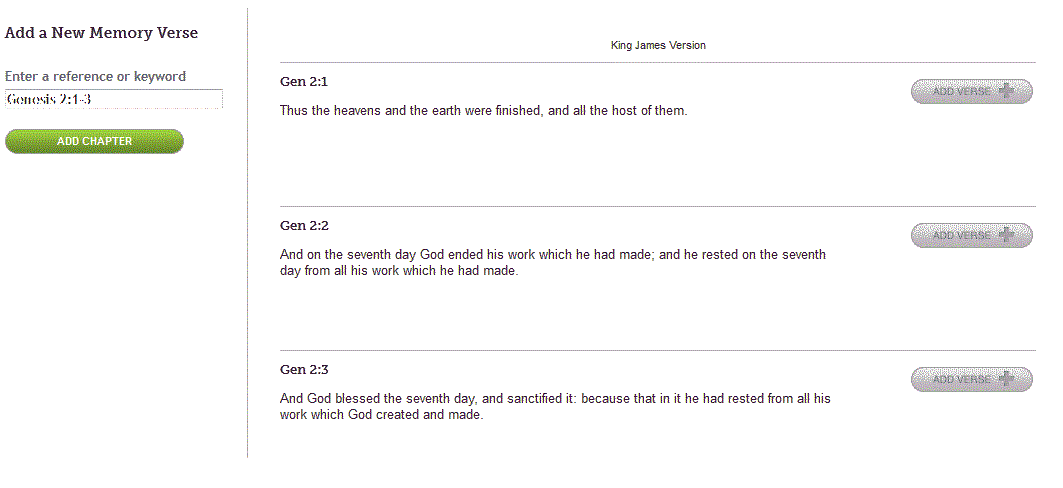 Add a New Memory Verse
Enter a reference or keyword
Genesis 2:1-3
ADD CHAPTER
King James Version
Gen 2:1
ADD VERSE
Thus the heavens and the earth were finished, and all the host of them.
Gen 2:2
ADD VERSE
And on the seventh day God ended his work which he had made; and he rested on the seventh
day from all his work which he had made.
Gen 2:3
ADD VERSE
And God blessed the seventh day, and sanctified it: because that in it he had rested from all his
work which God created and made.